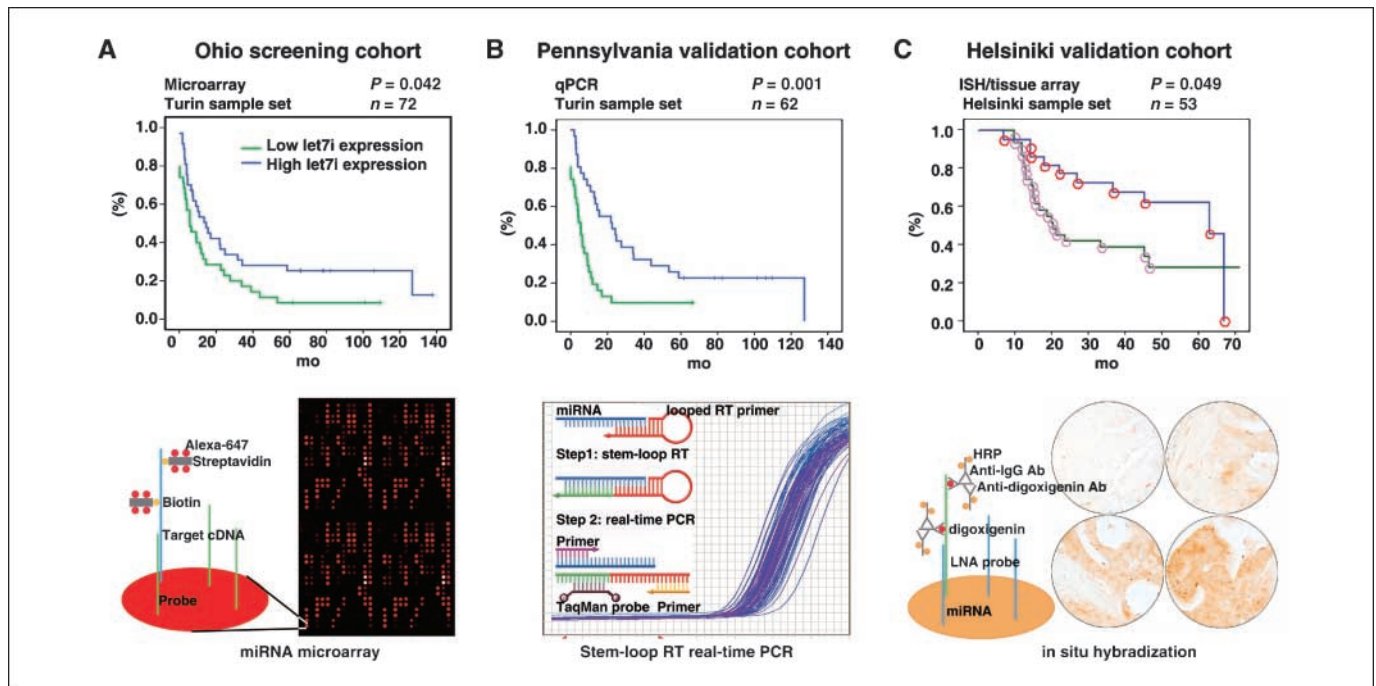 A Ohio screening cohort
Microarray P = 0.042
Turin sample set n = 72
1.0
0.8
0.6
0.4
0.2
0.0
(%)
Low let7i expression
High let7i expression
0 20 40 60 80 100 120 140
mo
Alexa-647
Streptavidin
Biotin
Target cDNA
Probe
miRNA microarray
B Pennsylvania validation cohort
qPCR P = 0.001
Turin sample set n = 62
1.0
0.8
0.6
0.4
0.2
0.0
(%)
0 20 40 60 80 100 120 140
mo
miRNA looped RT primer
Step1: stem-loop RT
Step 2: real-time PCR
Primer
TaqMan probe Primer
Stem-loop RT real-time PCR
C Helsiniki validation cohort
ISH/tissue array P = 0.049
Helsinki sample set n = 53
1.0
0.8
0.6
0.4
0.2
0.0
(%)
0 10 20 30 40 50 60 70
mo
HRP
Anti-IgG Ab
Anti-digoxigenin Ab
digoxigenin
LNA probe
miRNA
in situ hybradization